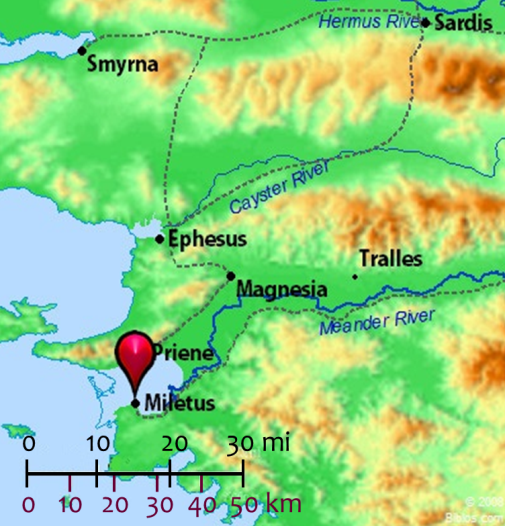 Hermus River
Sardis
Smyrna
Cayster River
Ephesus
Tralles
Magnesia
Meander River
Priene
Miletus
0 10 20 30 mi
0 10 20 30 40 50 km
© 2008
Biblos.com